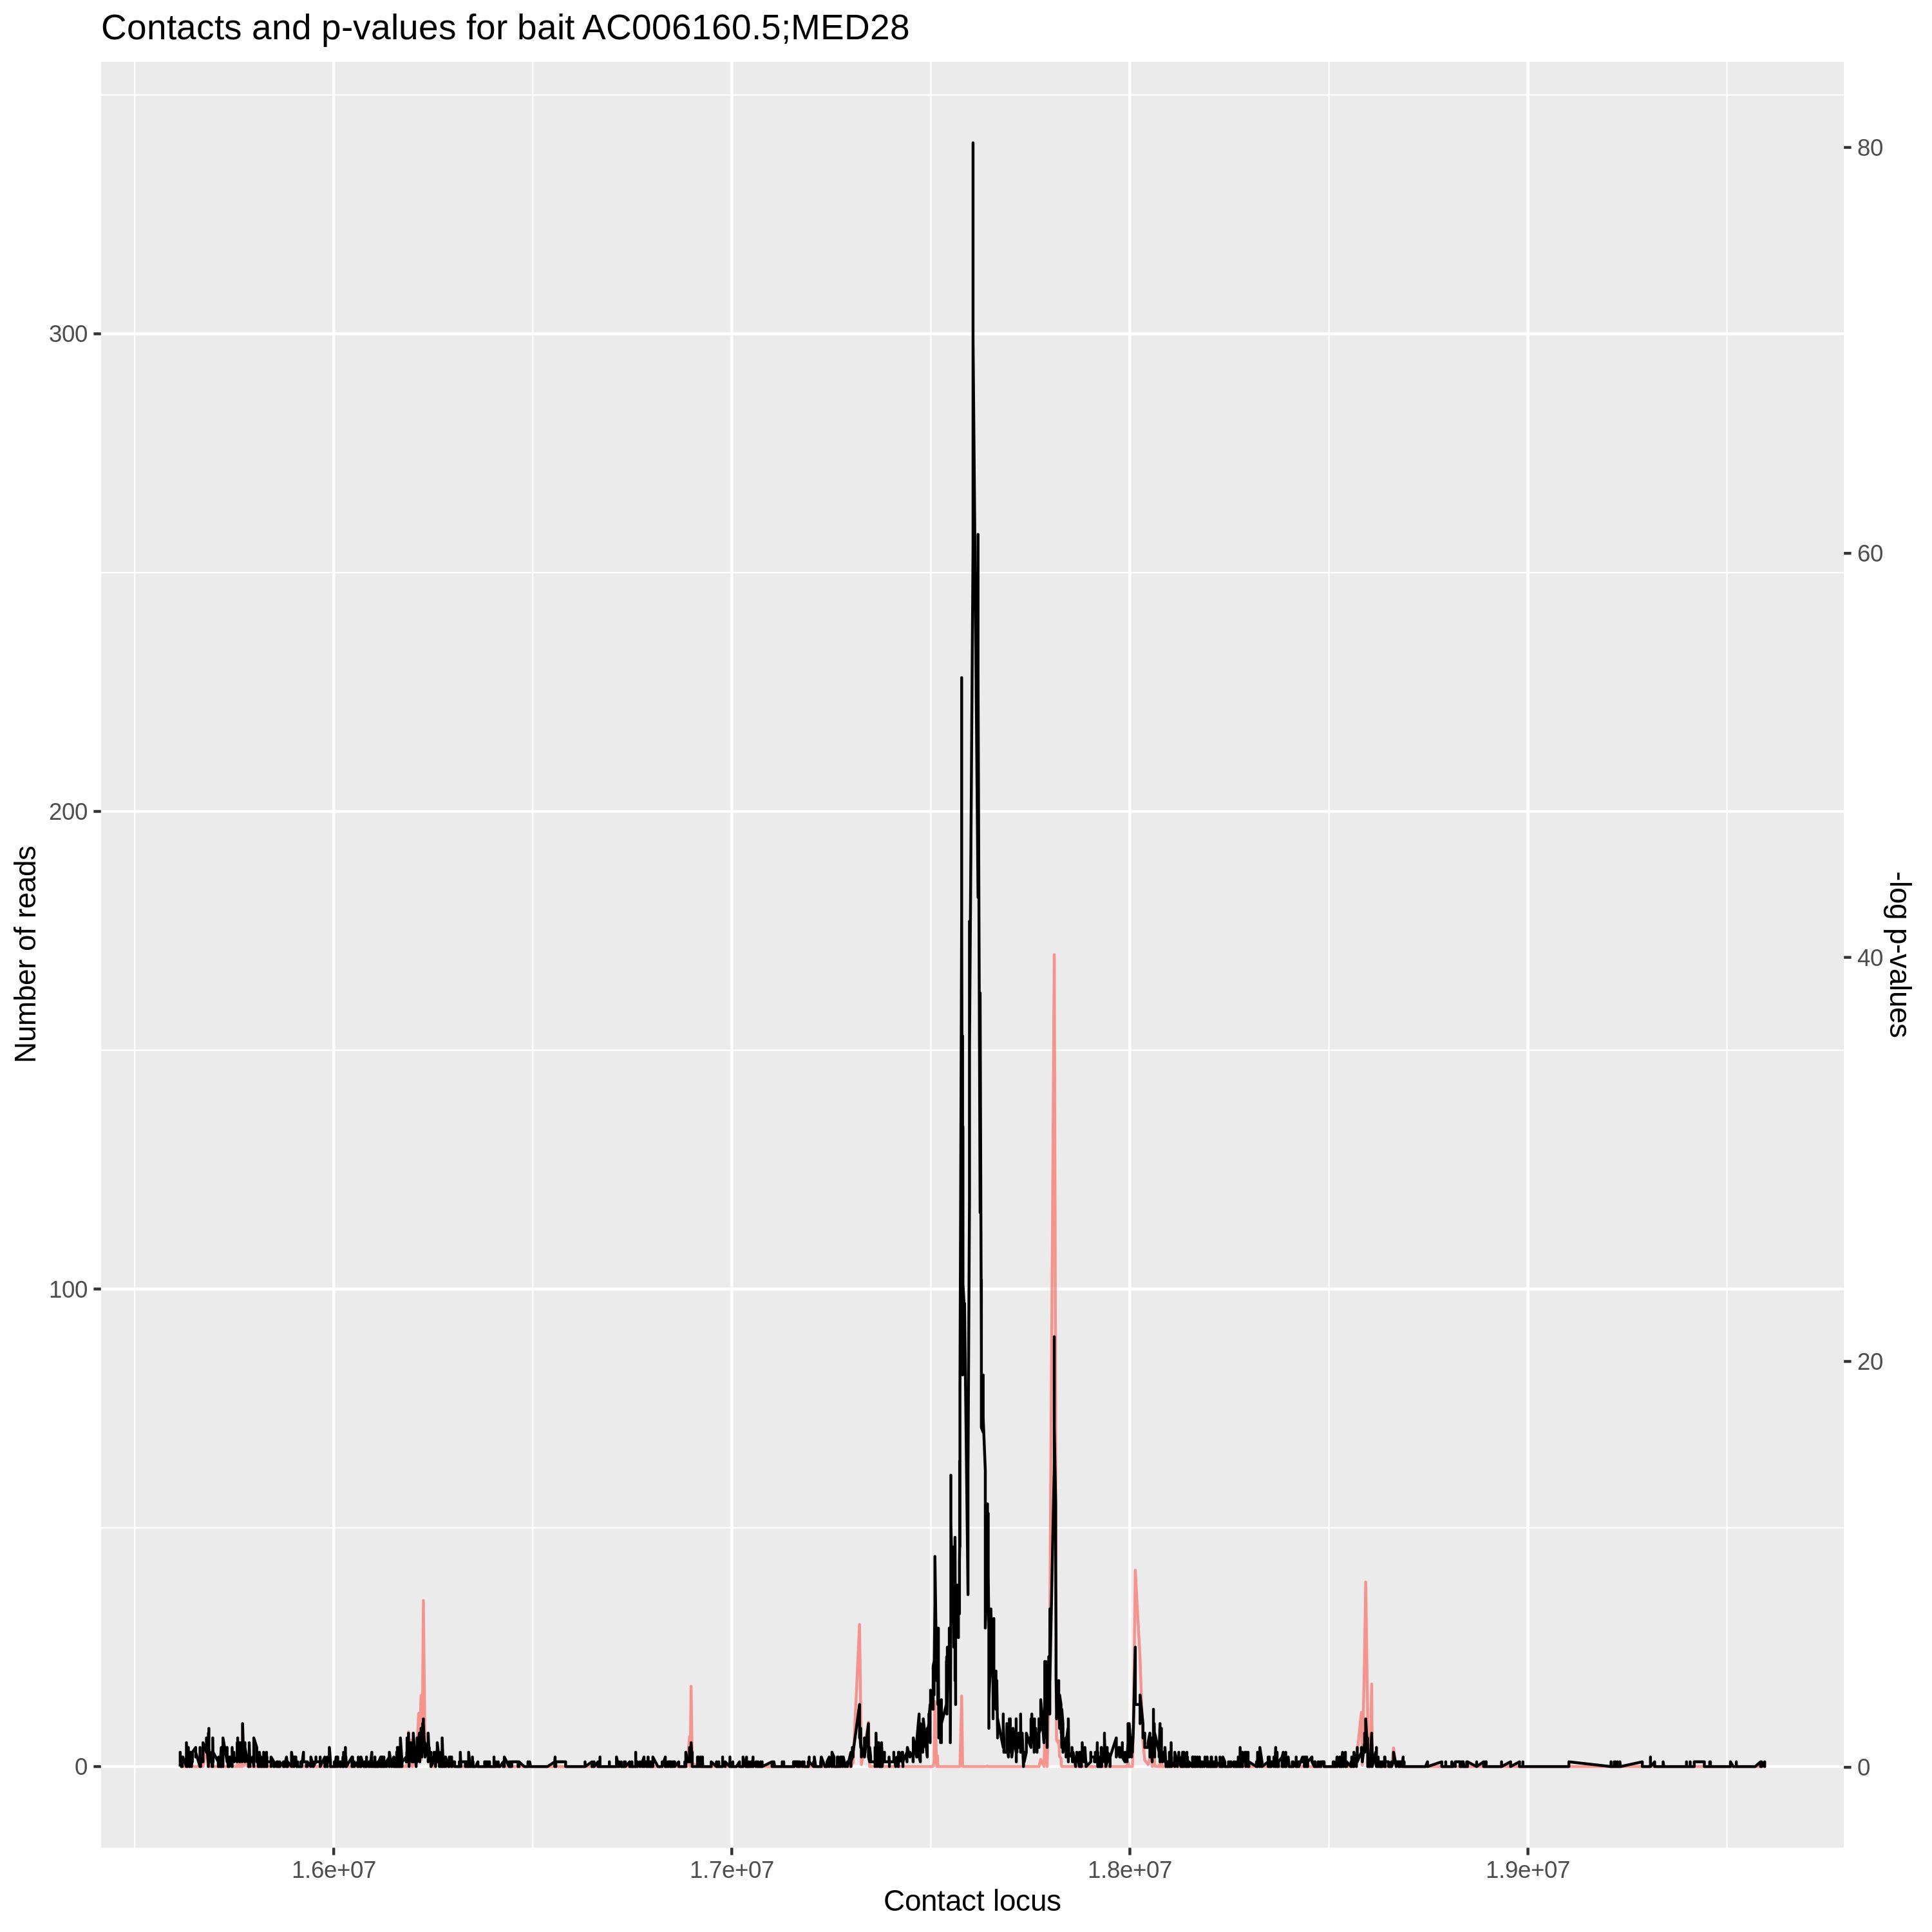 Contacts and p-values for bait AC006160.5;MED28
300
200
100
0
Number of reads
80
60
40
20
0
-log p-values
1.6e+07
1.7e+07
1.8e+07
1.9e+07
Contact locus